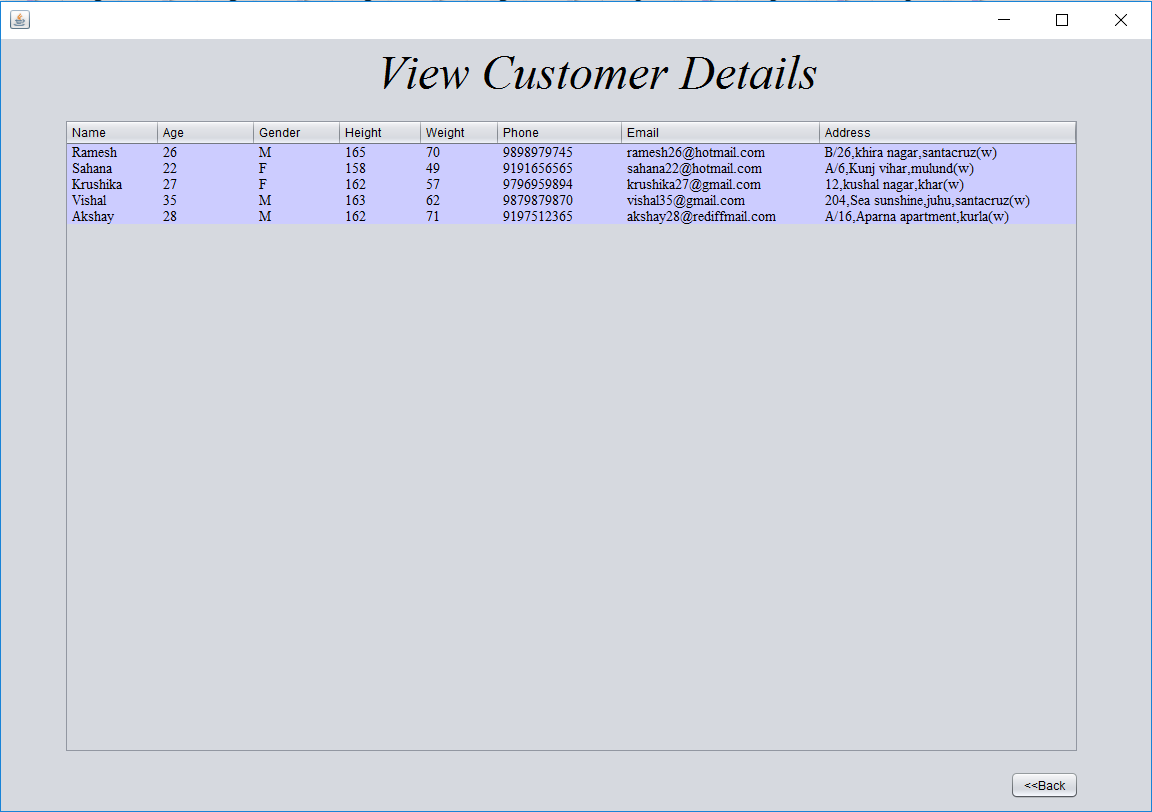 View Customer Details
Name Age Gender Height Weight Phone Email Address
Ramesh 26 M 165 70 9898979745 ramesh26@hotmail.com B/26,khira nagar,santacruz(w)
Sahana 22 F 158 49 9191656565 sahana22@hotmail.com A/6,Kunj vihar,mulund(w)
Krushika 27 F 162 57 9796959894 krushika27@gmail.com 12,kushal nagar,khar(w)
Vishal 35 M 163 62 9879879870 vishal35@gmail.com 204,Sea sunshine,juhu,santacruz(w)
Akshay 28 M 162 71 9197512365 akshay28@rediffmail.com A/16,Aparna apartment,kurla(w)
<<Back